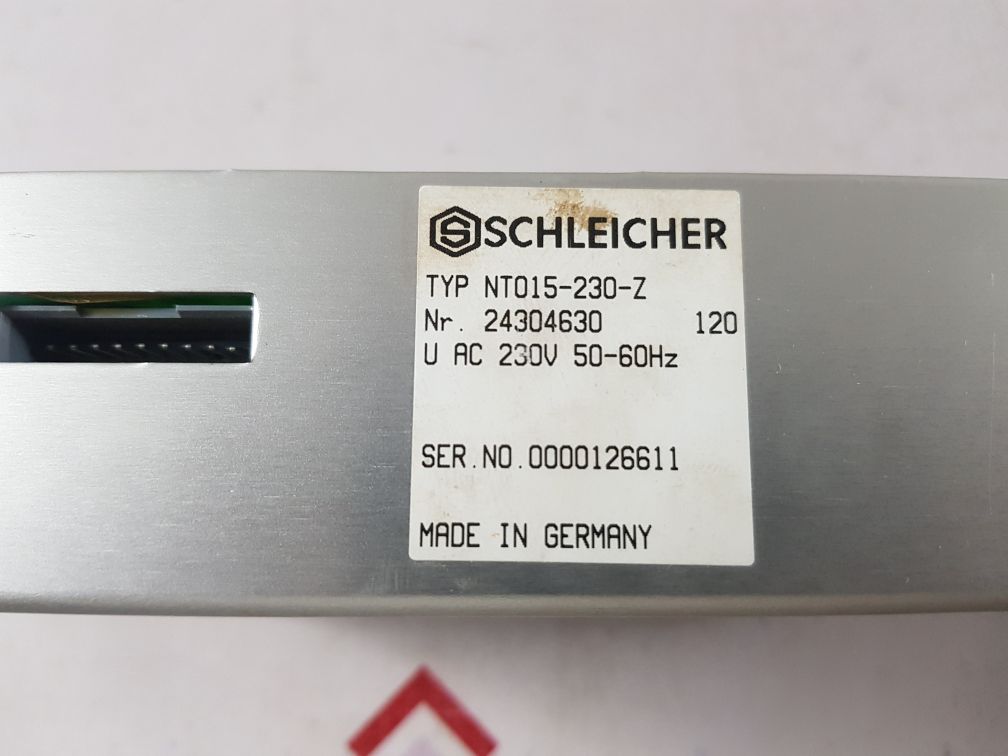 SCHLEICHER
TYP NT015-230-Z
Nr. 24304630 120
U AC 230V 50-60Hz
SER.NO.0000126611
MADE IN GERMANY